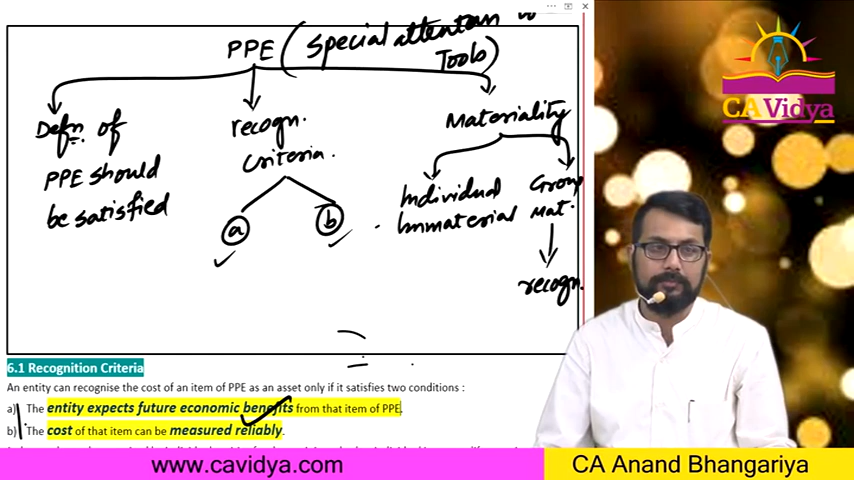 PPE (Special attention to
Tools)
Defn of
PPE should
be satisfied
recogn.
criteria.
a
b
Materiality
Individual
Immaterial
Group
Mat.
recogn.
CA Vidya
6.1 Recognition Criteria
An entity can recognise the cost of an item of PPE as an asset only if it satisfies two conditions :
a) The entity expects future economic benefits from that item of PPE.
b) The cost of that item can be measured reliably.
www.cavidya.com
CA Anand Bhangariya